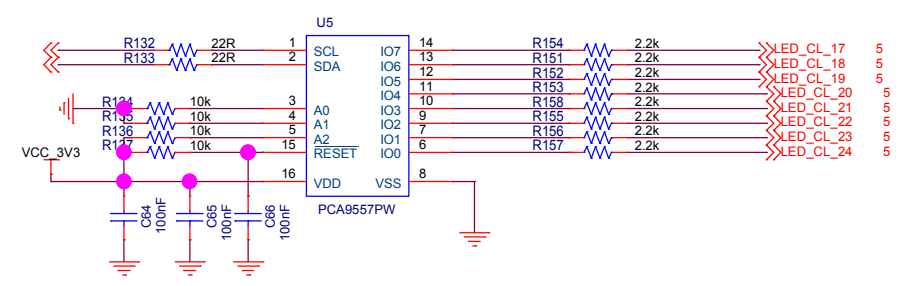 U5
R132 22R 1 SCL IO7 14 R154 2.2k LED_CL_17 5
R133 22R 2 SDA IO6 13 R151 2.2k LED_CL_18 5
IO5 12 R152 2.2k LED_CL_19 5
IO4 11 R153 2.2k LED_CL_20 5
R134 10k 3 A0 IO3 10 R158 2.2k LED_CL_21 5
R135 10k 4 A1 IO2 9 R155 2.2k LED_CL_22 5
R136 10k 5 A2 IO1 7 R156 2.2k LED_CL_23 5
R137 10k 15 RESET IO0 6 R157 2.2k LED_CL_24 5
VCC_3V3
16 VDD VSS 8
PCA9557PW
C64 100nF
C65 100nF
C66 100nF